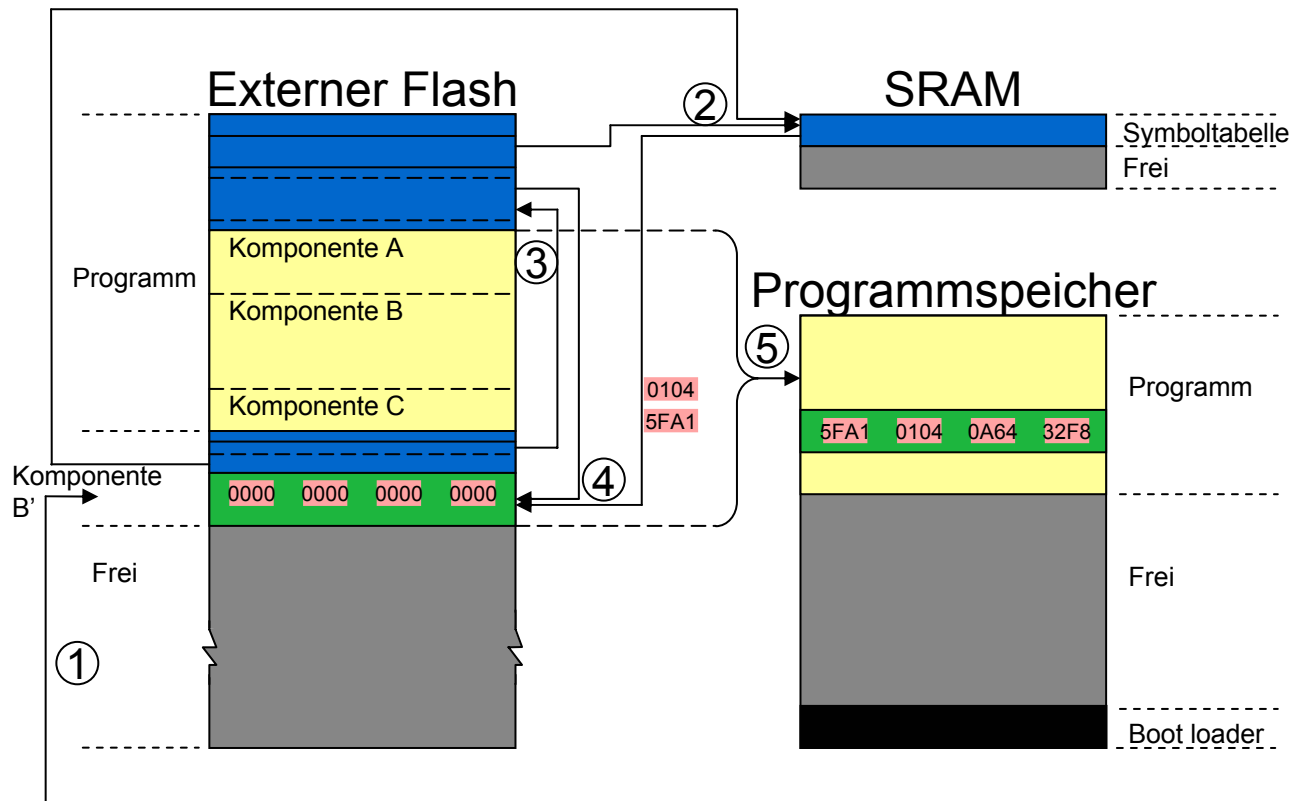 Externer Flash
Programm
Komponente A
Komponente B
Komponente C
Komponente
B’
0000 0000 0000 0000
Frei
1
2
3
4
5
0104
5FA1
SRAM
Symboltabelle
Frei
Programmspeicher
Programm
5FA1 0104 0A64 32F8
Frei
Boot loader